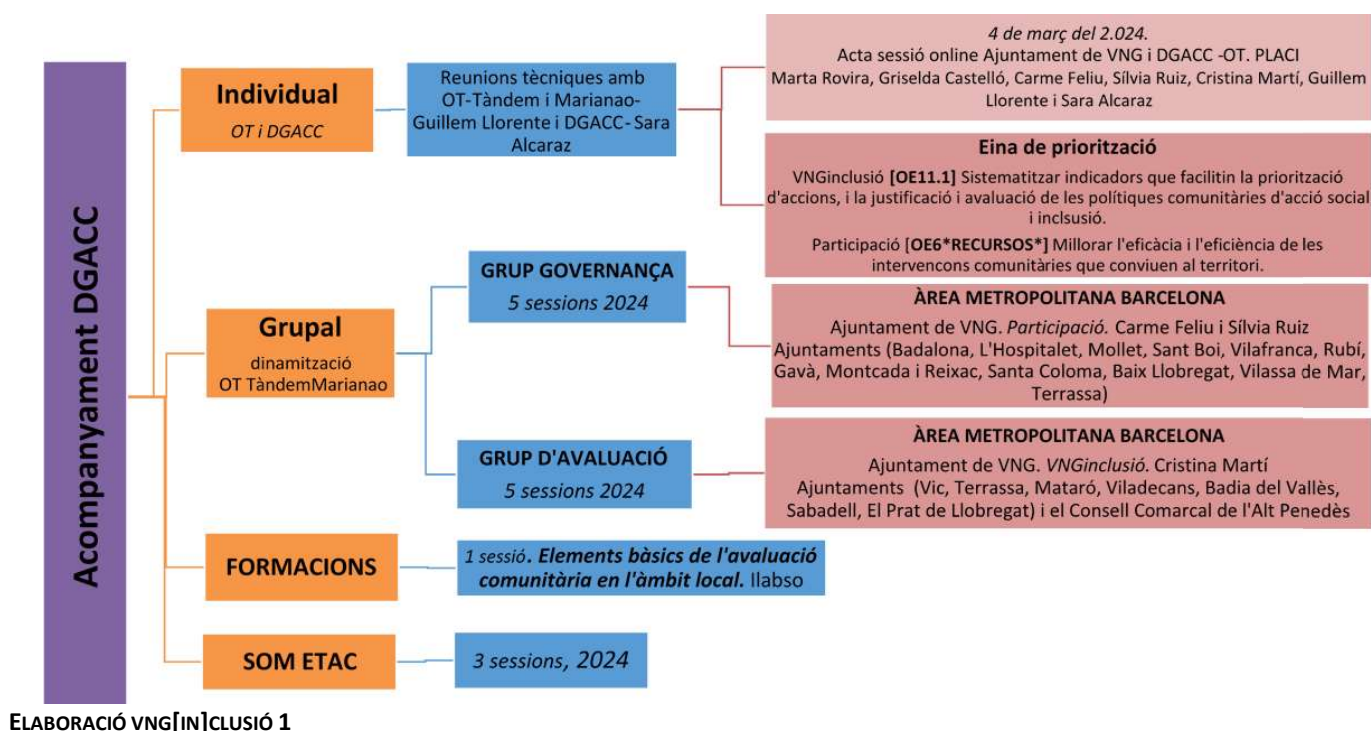 Acompanyament DGACC
Individual
OT i DGACC
Reunions tècniques amb
OT-Tàndem i Marianao-
Guillem Llorente i DGACC- Sara
Alcaraz
4 de març del 2.024.
Acta sessió online Ajuntament de VNG i DGACC -OT. PLACI
Marta Rovira, Griselda Castelló, Carme Feliu, Sílvia Ruiz, Cristina Martí, Guillem
Llorente i Sara Alcaraz
Eina de priorització
VNGinclusió [OE11.1] Sistematitzar indicadors que facilitin la priorització
d'accions, i la justificació i avaluació de les polítiques comunitàries d'acció social
i inclsusió.
Participació [OE6*RECURSOS*] Millorar l'eficàcia i l'eficiència de les
intervencons comunitàries que conviuen al territori.
Grupal
dinamització
OT TàndemMarianao
GRUP GOVERNANÇA
5 sessions 2024
ÀREA METROPOLITANA BARCELONA
Ajuntament de VNG. Participació. Carme Feliu i Sílvia Ruiz
Ajuntaments (Badalona, L'Hospitalet, Mollet, Sant Boi, Vilafranca, Rubí,
Gavà, Montcada i Reixac, Santa Coloma, Baix Llobregat, Vilassa de Mar,
Terrassa)
GRUP D'AVALUACIÓ
5 sessions 2024
ÀREA METROPOLITANA BARCELONA
Ajuntament de VNG. VNGinclusió. Cristina Martí
Ajuntaments (Vic, Terrassa, Mataró, Viladecans, Badia del Vallès,
Sabadell, El Prat de Llobregat) i el Consell Comarcal de l'Alt Penedès
FORMACIONS
1 sessió. Elements bàsics de l'avaluació
comunitària en l'àmbit local. Ilabso
SOM ETAC
3 sessions, 2024
ELABORACIÓ VNG[IN]CLUSIÓ 1